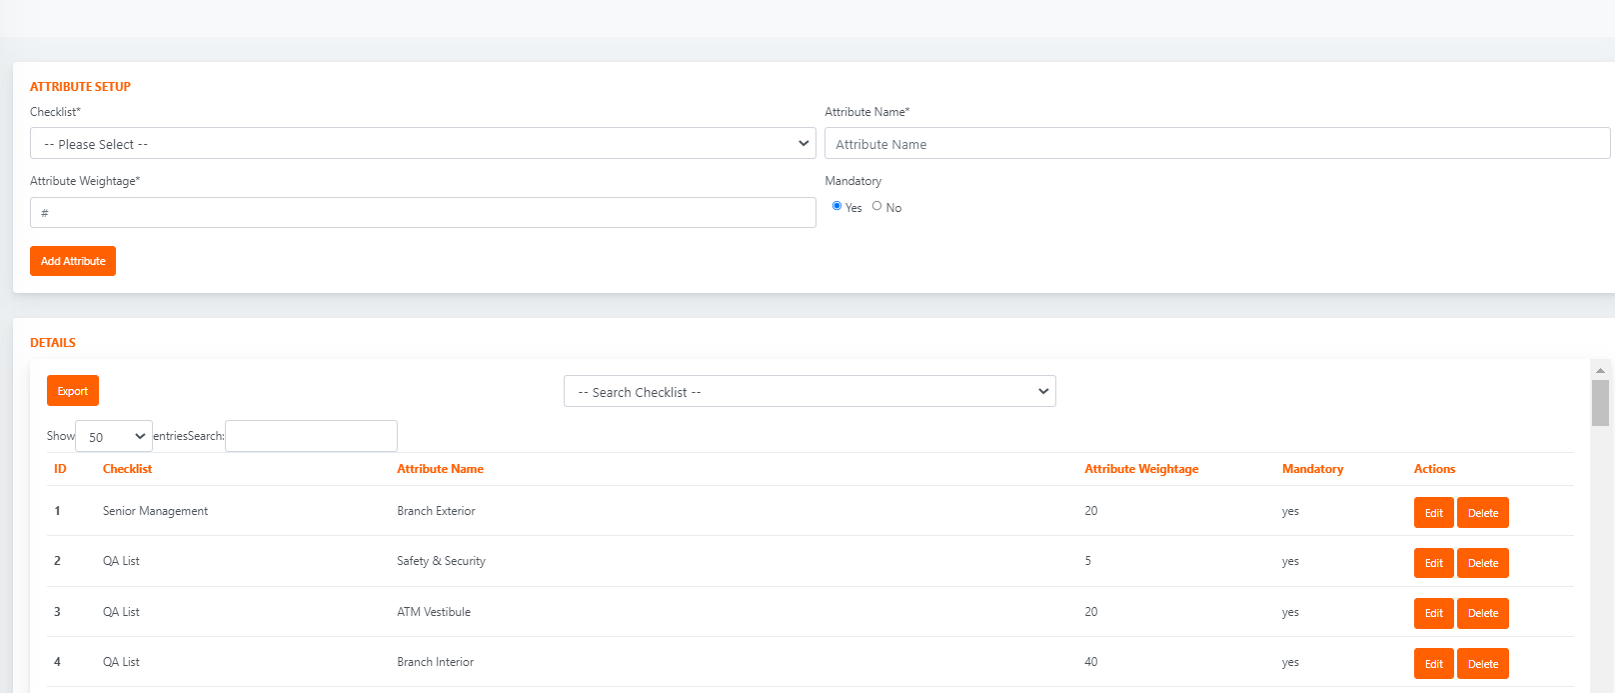 ATTRIBUTE SETUP
Checklist* Attribute Name*
-- Please Select -- Attribute Name
Attribute Weightage* Mandatory
# Yes No
Add Attribute
DETAILS
Export -- Search Checklist --
Show 50 entriesSearch:
ID Checklist Attribute Name Attribute Weightage Mandatory Actions
1 Senior Management Branch Exterior 20 yes Edit Delete
2 QA List Safety & Security 5 yes Edit Delete
3 QA List ATM Vestibule 20 yes Edit Delete
4 QA List Branch Interior 40 yes Edit Delete